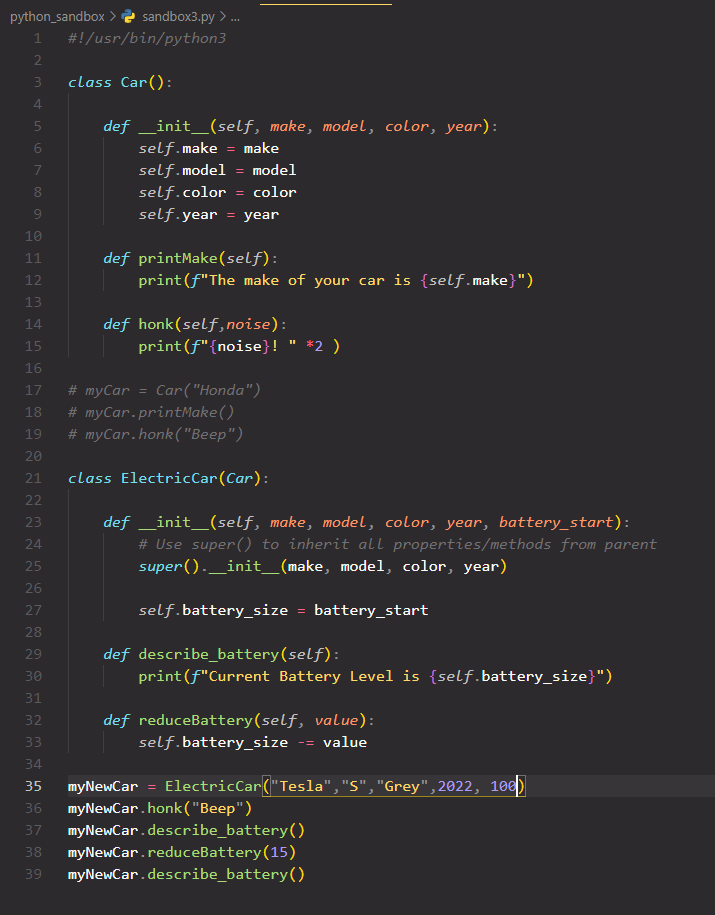 python_sandbox > sandbox3.py > ...
1 #!/usr/bin/python3
2
3 class Car():
4
5     def __init__(self, make, model, color, year):
6         self.make = make
7         self.model = model
8         self.color = color
9         self.year = year
10
11     def printMake(self):
12         print(f"The make of your car is {self.make}")
13
14     def honk(self,noise):
15         print(f"{noise}! " *2 )
16
17 # myCar = Car("Honda")
18 # myCar.printMake()
19 # myCar.honk("Beep")
20
21 class ElectricCar(Car):
22
23     def __init__(self, make, model, color, year, battery_start):
24         # Use super() to inherit all properties/methods from parent
25         super().__init__(make, model, color, year)
26
27         self.battery_size = battery_start
28
29     def describe_battery(self):
30         print(f"Current Battery Level is {self.battery_size}")
31
32     def reduceBattery(self, value):
33         self.battery_size -= value
34
35 myNewCar = ElectricCar("Tesla","S","Grey",2022, 100)
36 myNewCar.honk("Beep")
37 myNewCar.describe_battery()
38 myNewCar.reduceBattery(15)
39 myNewCar.describe_battery()